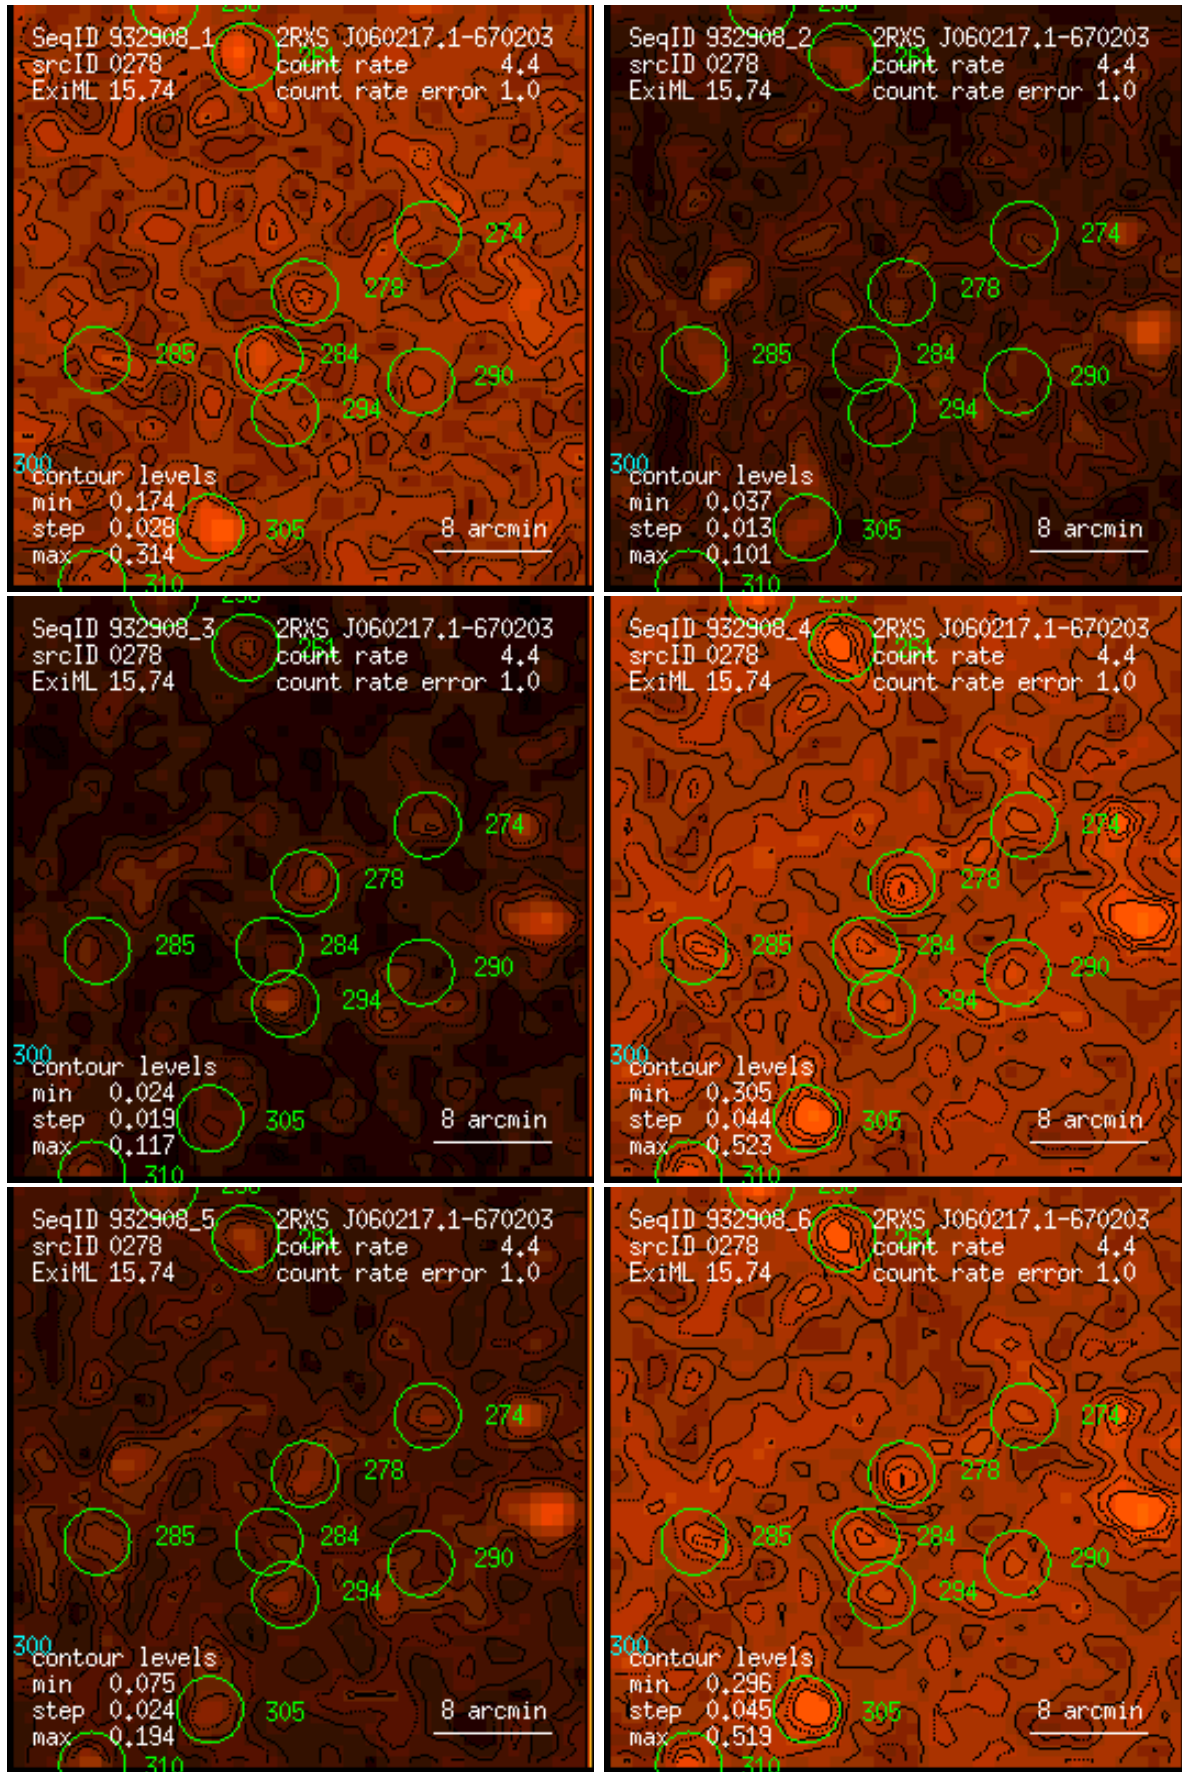 258
SeqID 932908_1 2RXS J060217.1-670203
srcID 0278 261 count rate 4.4
ExiML 15.74 count rate error 1.0
274
278
285 284
290
294
300
contour levels
min 0.174
step 0.028 305 8 arcmin
max 0.314
310
SeqID 932908_2 2RXS J060217.1-670203
srcID 0278 261 count rate 4.4
ExiML 15.74 count rate error 1.0
274
278
285 284
290
294
300
contour levels
min 0.037
step 0.013 305 8 arcmin
max 0.101
310
SeqID 932908_3 2RXS J060217.1-670203
srcID 0278 261 count rate 4.4
ExiML 15.74 count rate error 1.0
274
278
285 284
290
294
300
contour levels
min 0.024
step 0.019 305 8 arcmin
max 0.117
310
SeqID 932908_4 2RXS J060217.1-670203
srcID 0278 261 count rate 4.4
ExiML 15.74 count rate error 1.0
274
278
285 284
290
294
300
contour levels
min 0.305
step 0.044 305 8 arcmin
max 0.523
310
SeqID 932908_5 2RXS J060217.1-670203
srcID 0278 261 count rate 4.4
ExiML 15.74 count rate error 1.0
274
278
285 284
290
294
300
contour levels
min 0.075
step 0.024 305 8 arcmin
max 0.194
310
SeqID 932908_6 2RXS J060217.1-670203
srcID 0278 261 count rate 4.4
ExiML 15.74 count rate error 1.0
274
278
285 284
290
294
300
contour levels
min 0.296
step 0.045 305 8 arcmin
max 0.519
310